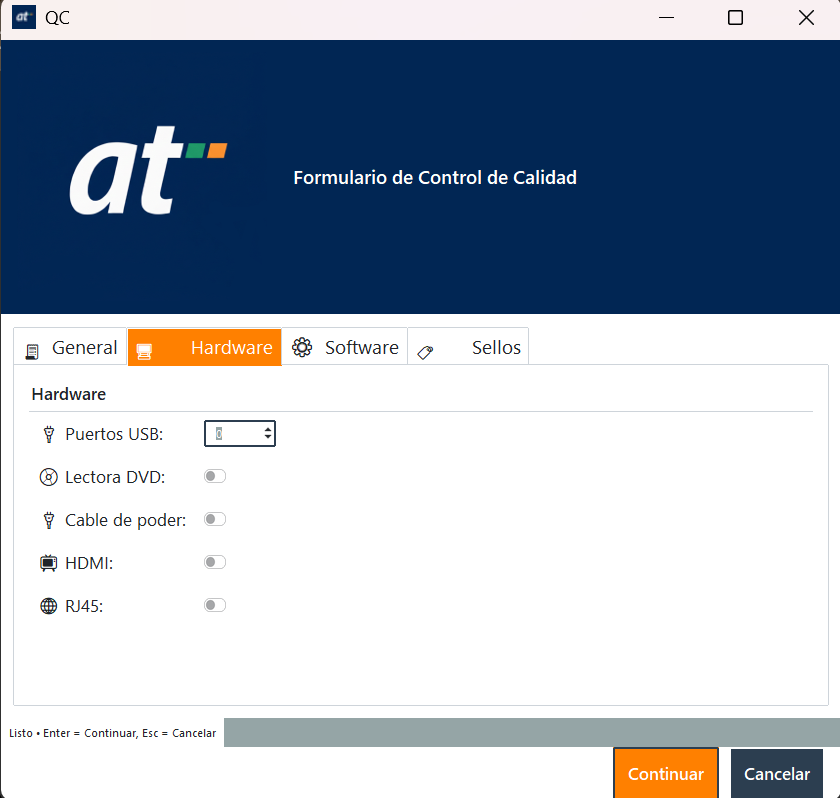 at QC
at
Formulario de Control de Calidad
General Hardware Software Sellos
Hardware
Puertos USB: 0
Lectora DVD:
Cable de poder:
HDMI:
RJ45:
Listo • Enter = Continuar, Esc = Cancelar
Continuar Cancelar